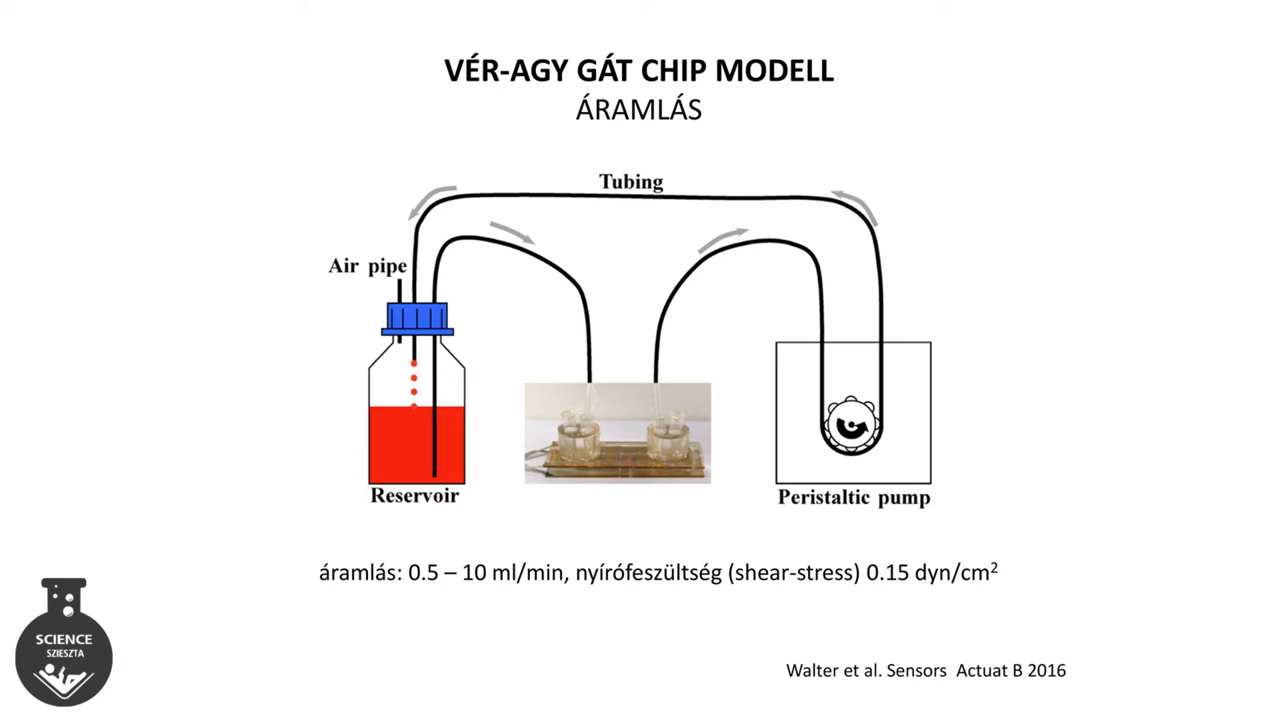 VÉR-AGY GÁT CHIP MODELL
ÁRAMLÁS
Tubing
Air pipe
Reservoir
Peristaltic pump
áramlás: 0.5 – 10 ml/min, nyírófeszültség (shear-stress) 0.15 dyn/cm²
SCIENCE
SZIESZTA
Walter et al. Sensors Actuat B 2016